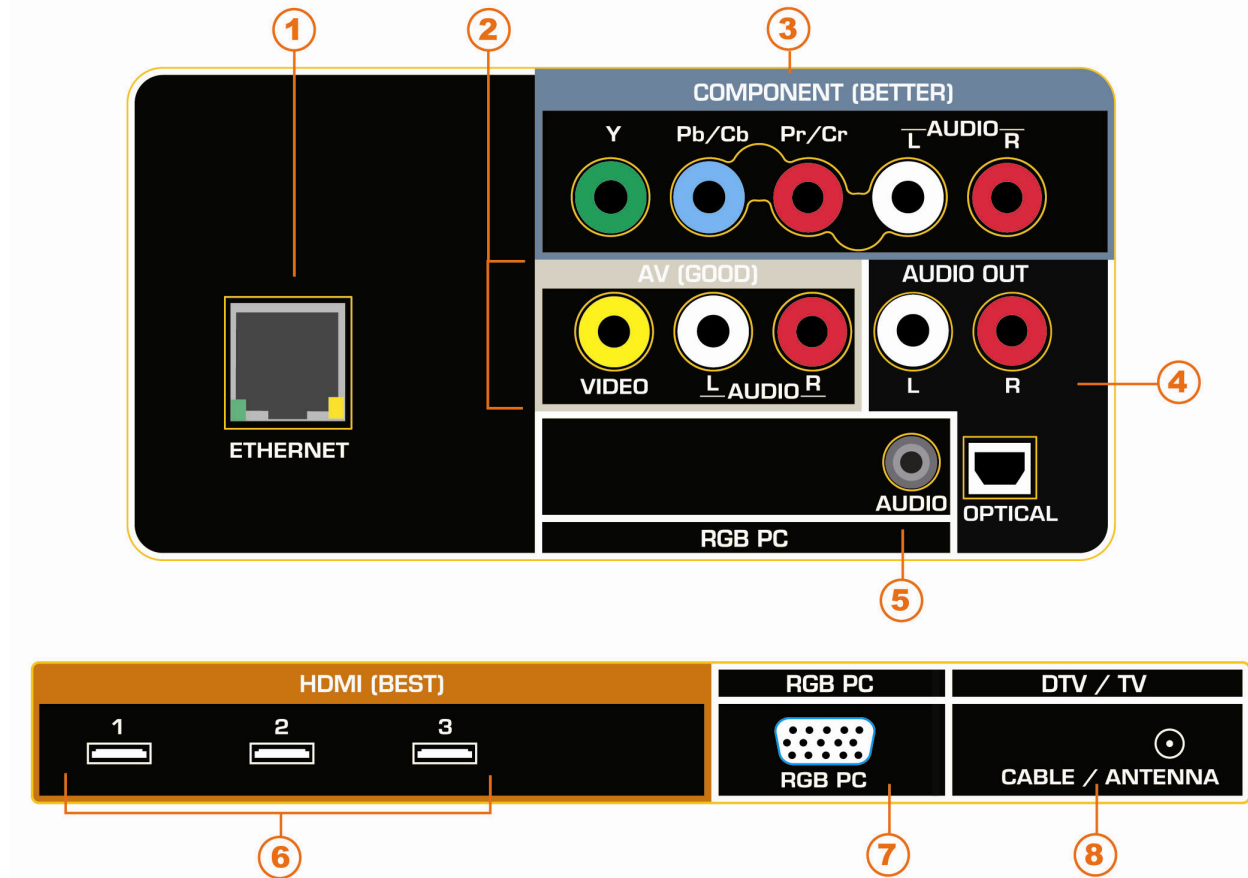 1 2 3
COMPONENT (BETTER)
Y Pb/Cb Pr/Cr L AUDIO R
AV (GOOD) AUDIO OUT
VIDEO L AUDIO R L R
4
ETHERNET
AUDIO OPTICAL
RGB PC
5
HDMI (BEST) RGB PC DTV / TV
1 2 3
RGB PC CABLE / ANTENNA
6 7 8